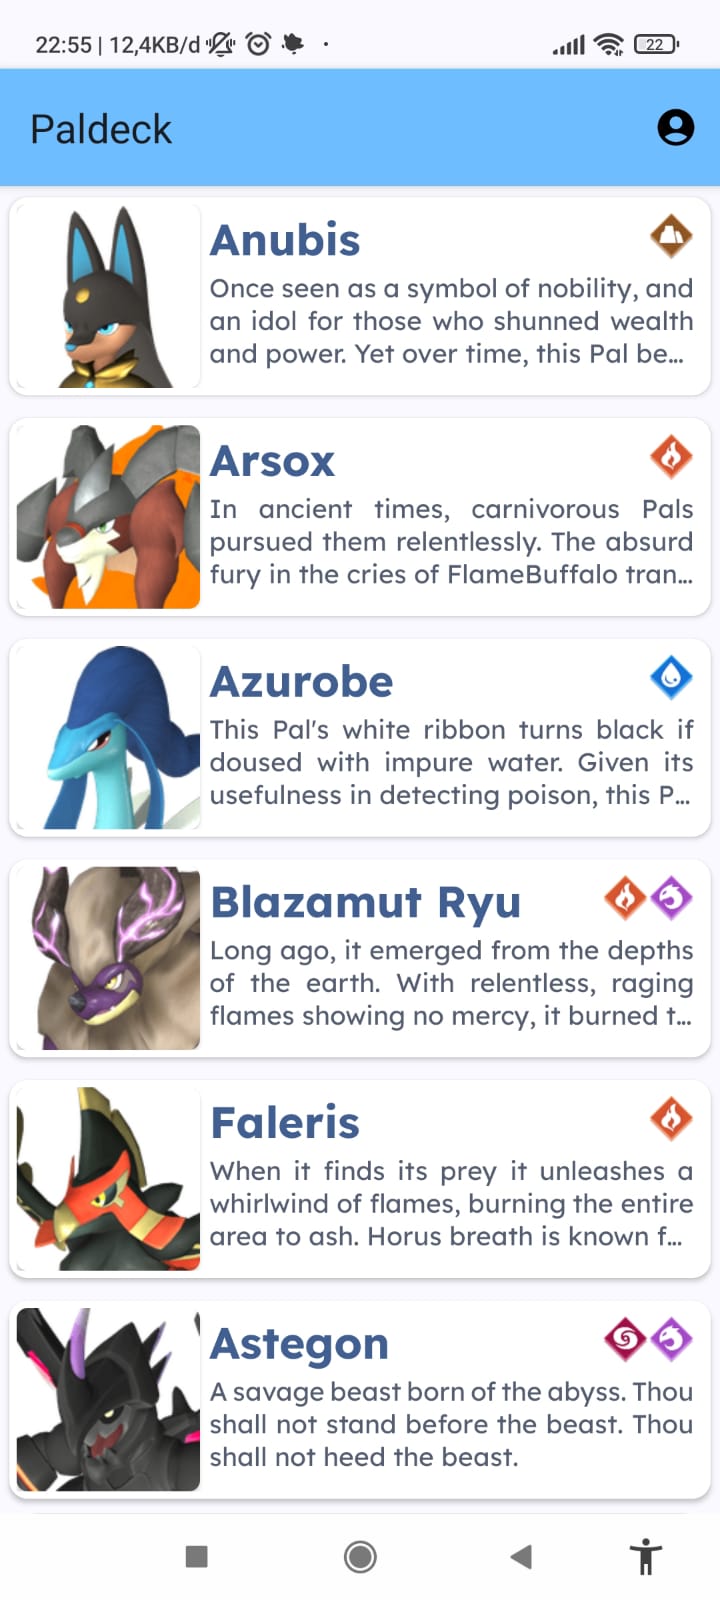 22:55 | 12,4KB/d
22
Paldeck
Anubis
Once seen as a symbol of nobility, and
an idol for those who shunned wealth
and power. Yet over time, this Pal be...
Arsox
In ancient times, carnivorous Pals
pursued them relentlessly. The absurd
fury in the cries of FlameBuffalo tran...
Azurobe
This Pal's white ribbon turns black if
doused with impure water. Given its
usefulness in detecting poison, this P...
Blazamut Ryu
Long ago, it emerged from the depths
of the earth. With relentless, raging
flames showing no mercy, it burned t...
Faleris
When it finds its prey it unleashes a
whirlwind of flames, burning the entire
area to ash. Horus breath is known f...
Astegon
A savage beast born of the abyss. Thou
shall not stand before the beast. Thou
shall not heed the beast.